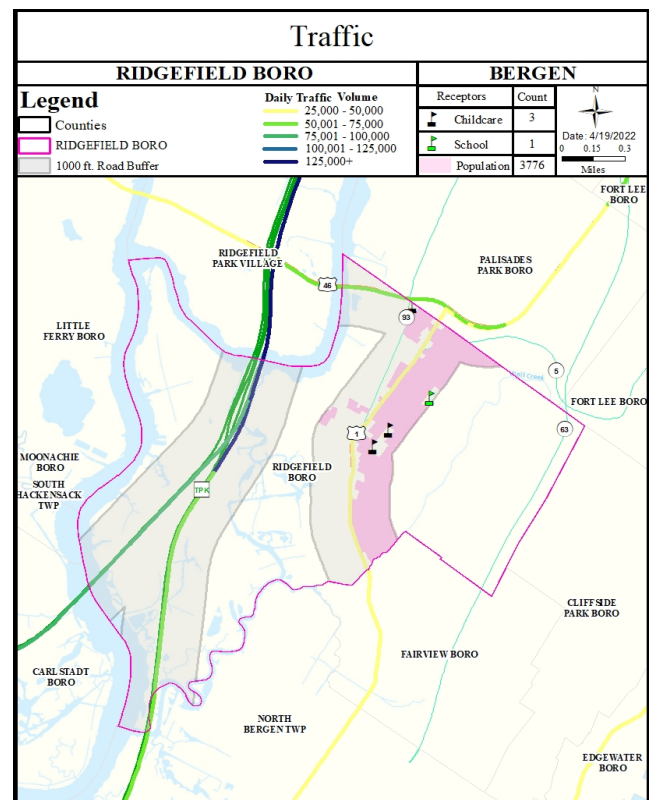 Traffic
RIDGEFIELD BORO
BERGEN
Legend
Counties
RIDGEFIELD BORO
1000 ft. Road Buffer
Daily Traffic Volume
25,000 - 50,000
50,001 - 75,000
75,001 - 100,000
100,001 - 125,000
125,000+
Receptors Count
Childcare 3
School 1
Population 3776
N
Date: 4/19/2022
0 0.15 0.3
Miles
FORT LEE
BORO
RIDGEFIELD
PARK VILLAGE
PALISADES
PARK BORO
46
93
LITTLE
FERRY BORO
5
FORT LEE BORO
63
1
MOONACHIE
BORO
SOUTH
HACKENSACK
TWP
RIDGEFIELD
BORO
TPK
CLIFFSIDE
PARK BORO
FAIRVIEW BORO
CARLSTADT
BORO
NORTH
BERGEN TWP
EDGEWATER
BORO